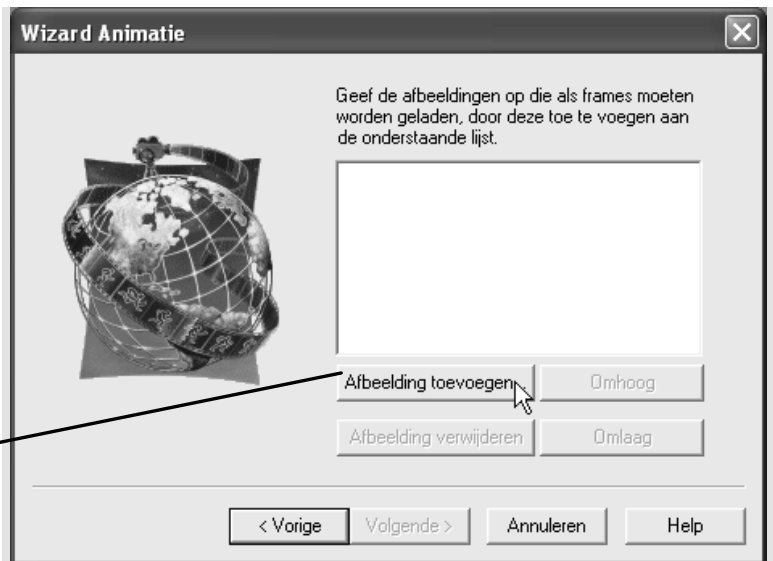 Wizard Animatie
Geef de afbeeldingen op die als frames moeten
worden geladen, door deze toe te voegen aan
de onderstaande lijst.
Afbeelding toevoegen...
Omhoog
Afbeelding verwijderen
Omlaag
< Vorige
Volgende >
Annuleren
Help